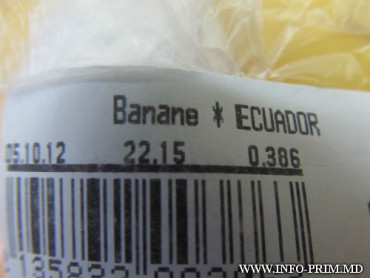 Banane * ECUADOR
05.10.12 22,15 0.386
WWW.INFO-PRIM.MD